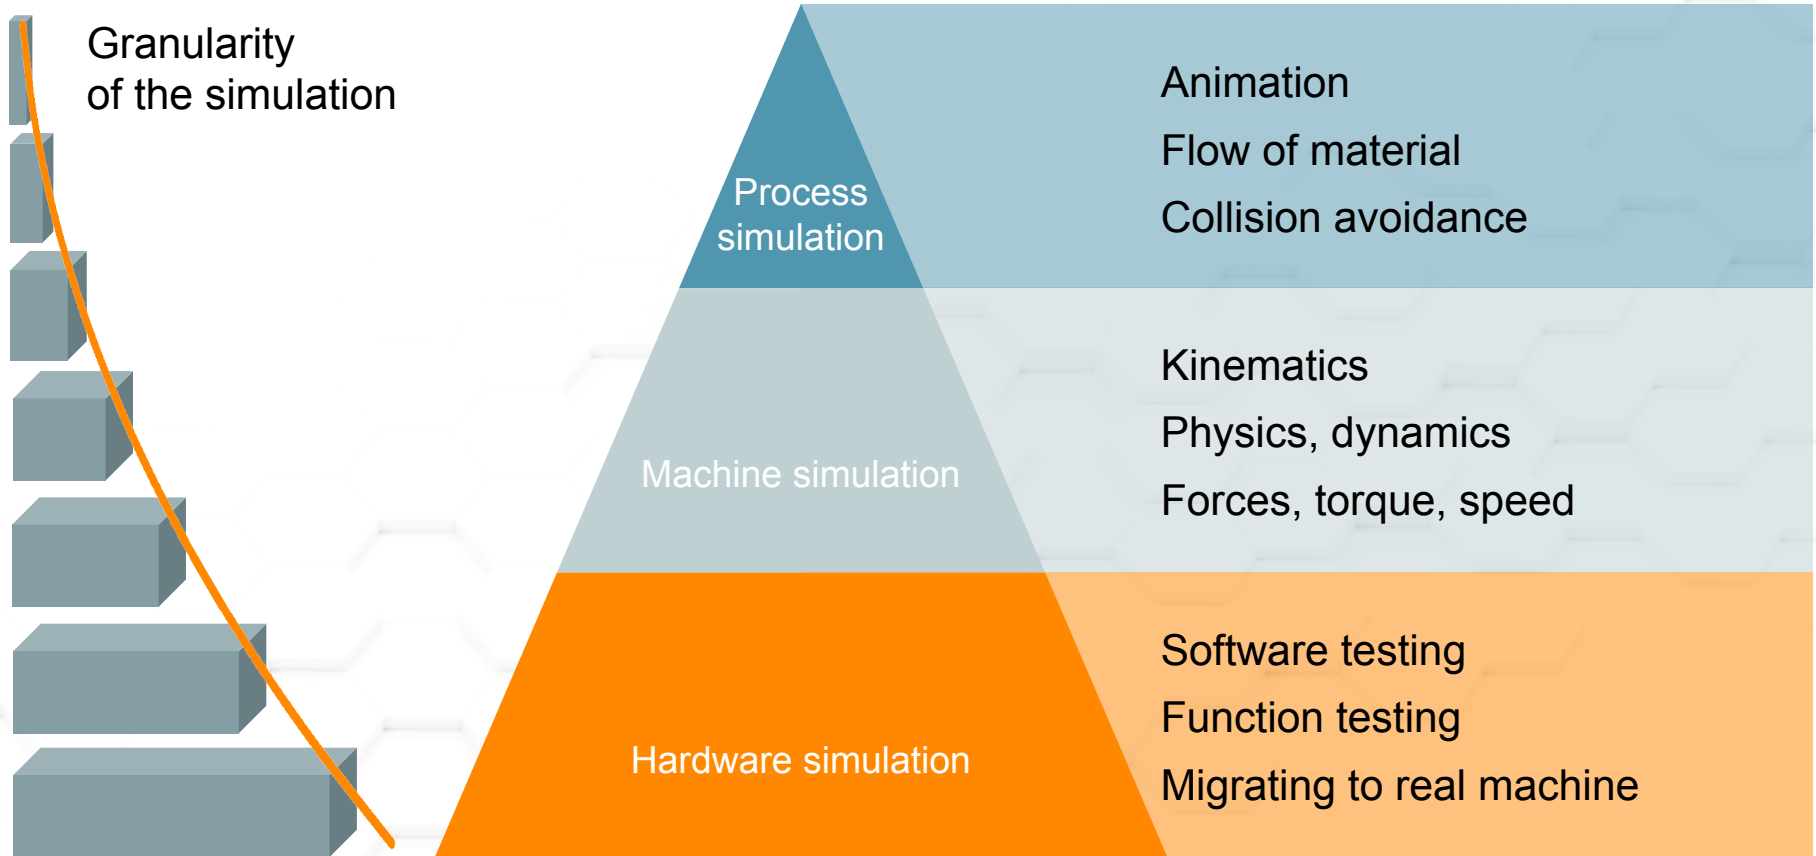 Granularity
of the simulation
Process
simulation
Animation
Flow of material
Collision avoidance
Machine simulation
Kinematics
Physics, dynamics
Forces, torque, speed
Hardware simulation
Software testing
Function testing
Migrating to real machine